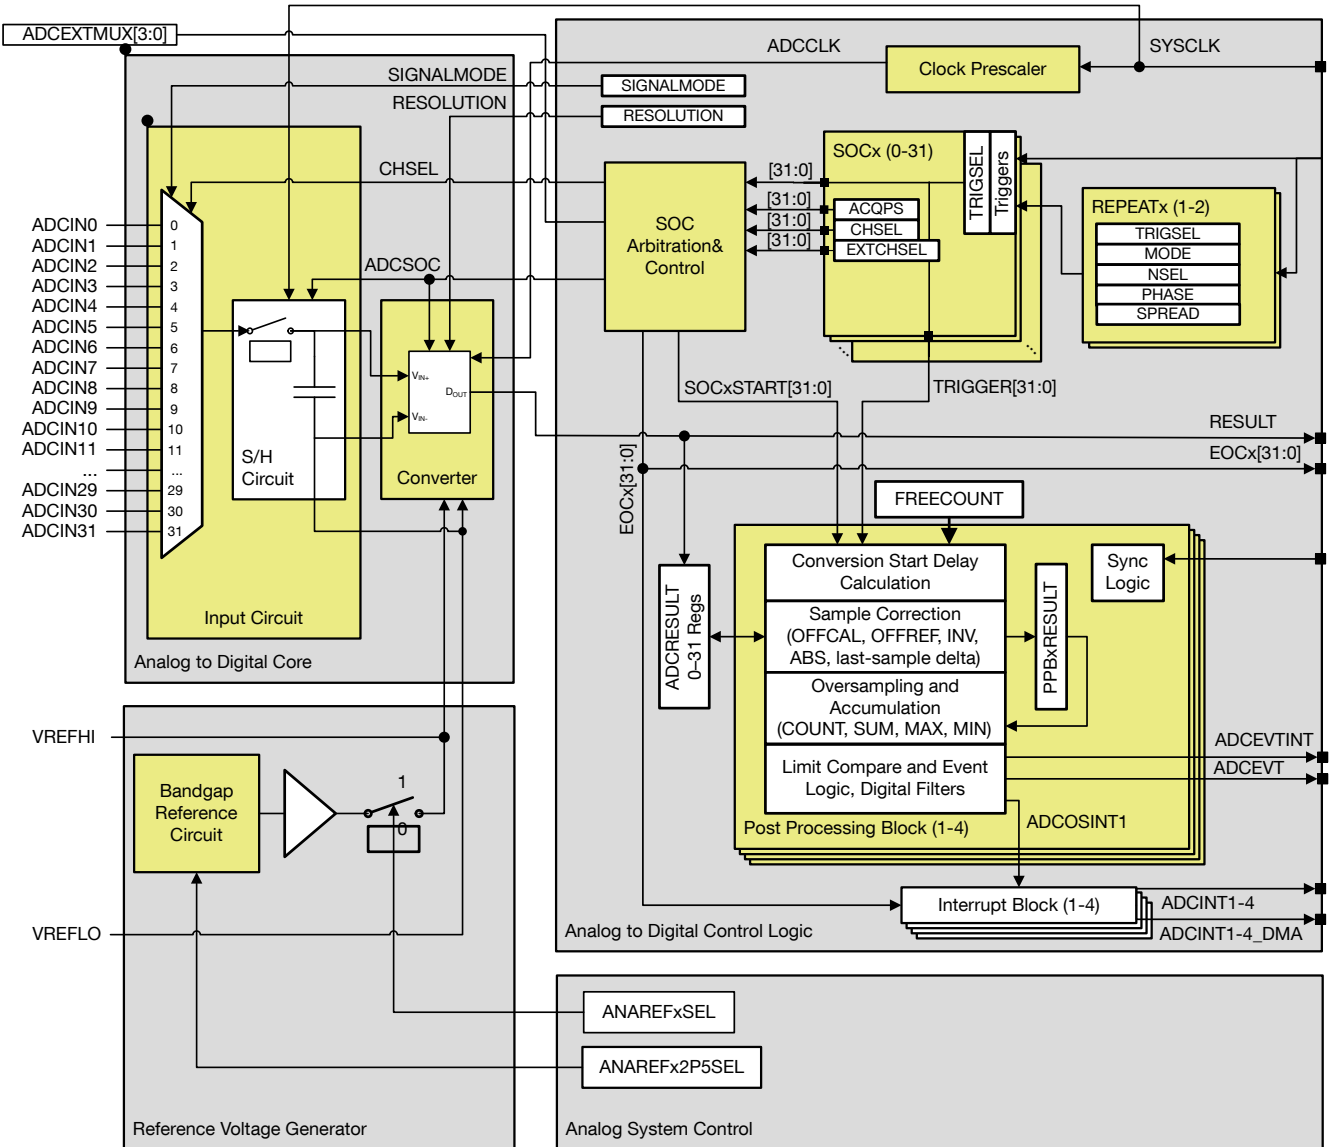 ADCEXTMUX[3:0]
ADCCLK
SYSCLK
Clock Prescaler
SIGNALMODE
SIGNALMODE
RESOLUTION
RESOLUTION
SOCx (0-31)
TRIGSEL
Triggers
CHSEL
[31:0]
[31:0]
[31:0]
[31:0]
ACQPS
CHSEL
EXTCHSEL
SOC
Arbitration&
Control
REPEATx (1-2)
TRIGSEL
MODE
NSEL
PHASE
SPREAD
ADCIN0
0
ADCIN1
1
ADCIN2
2
ADCIN3
3
ADCIN4
4
ADCIN5
5
ADCIN6
6
ADCIN7
7
ADCIN8
8
ADCIN9
9
ADCIN10
10
ADCIN11
11
...
...
ADCIN29
29
ADCIN30
30
ADCIN31
31
ADCSOC
VIN+
VIN-
DOUT
S/H
Circuit
Converter
Input Circuit
Analog to Digital Core
SOCxSTART[31:0]
TRIGGER[31:0]
RESULT
EOCx[31:0]
EOCx[31:0]
FREECOUNT
Conversion Start Delay
Calculation
Sample Correction
(OFFCAL, OFFREF, INV,
ABS, last-sample delta)
Oversampling and
Accumulation
(COUNT, SUM, MAX, MIN)
Limit Compare and Event
Logic, Digital Filters
Post Processing Block (1-4)
ADCRESULT
0–31 Regs
PPBxRESULT
Sync
Logic
ADCEVTINT
ADCEVT
ADCOSINT1
Interrupt Block (1-4)
ADCINT1-4
ADCINT1-4_DMA
Analog to Digital Control Logic
VREFHI
Bandgap
Reference
Circuit
1
0
VREFLO
Reference Voltage Generator
ANAREFxSEL
ANAREFx2P5SEL
Analog System Control